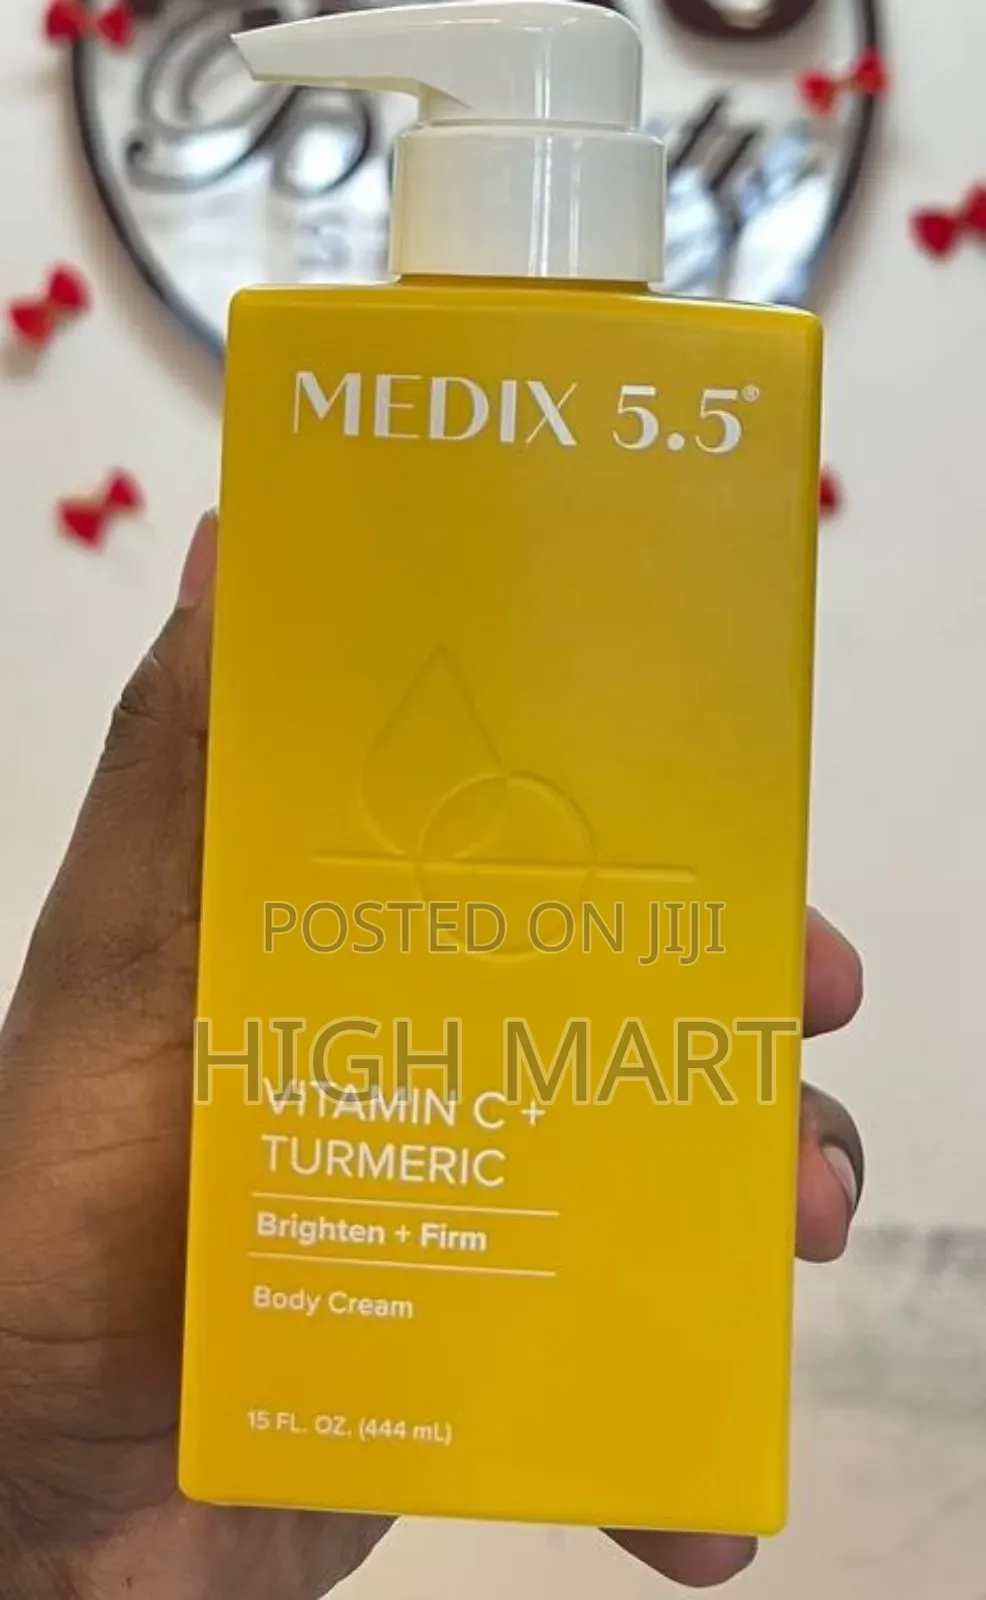 MEDIX 5.5®
POSTED ON JIJI
HIGH MART
VITAMIN C +
TURMERIC
Brighten + Firm
Body Cream
15 FL. OZ. (444 mL)